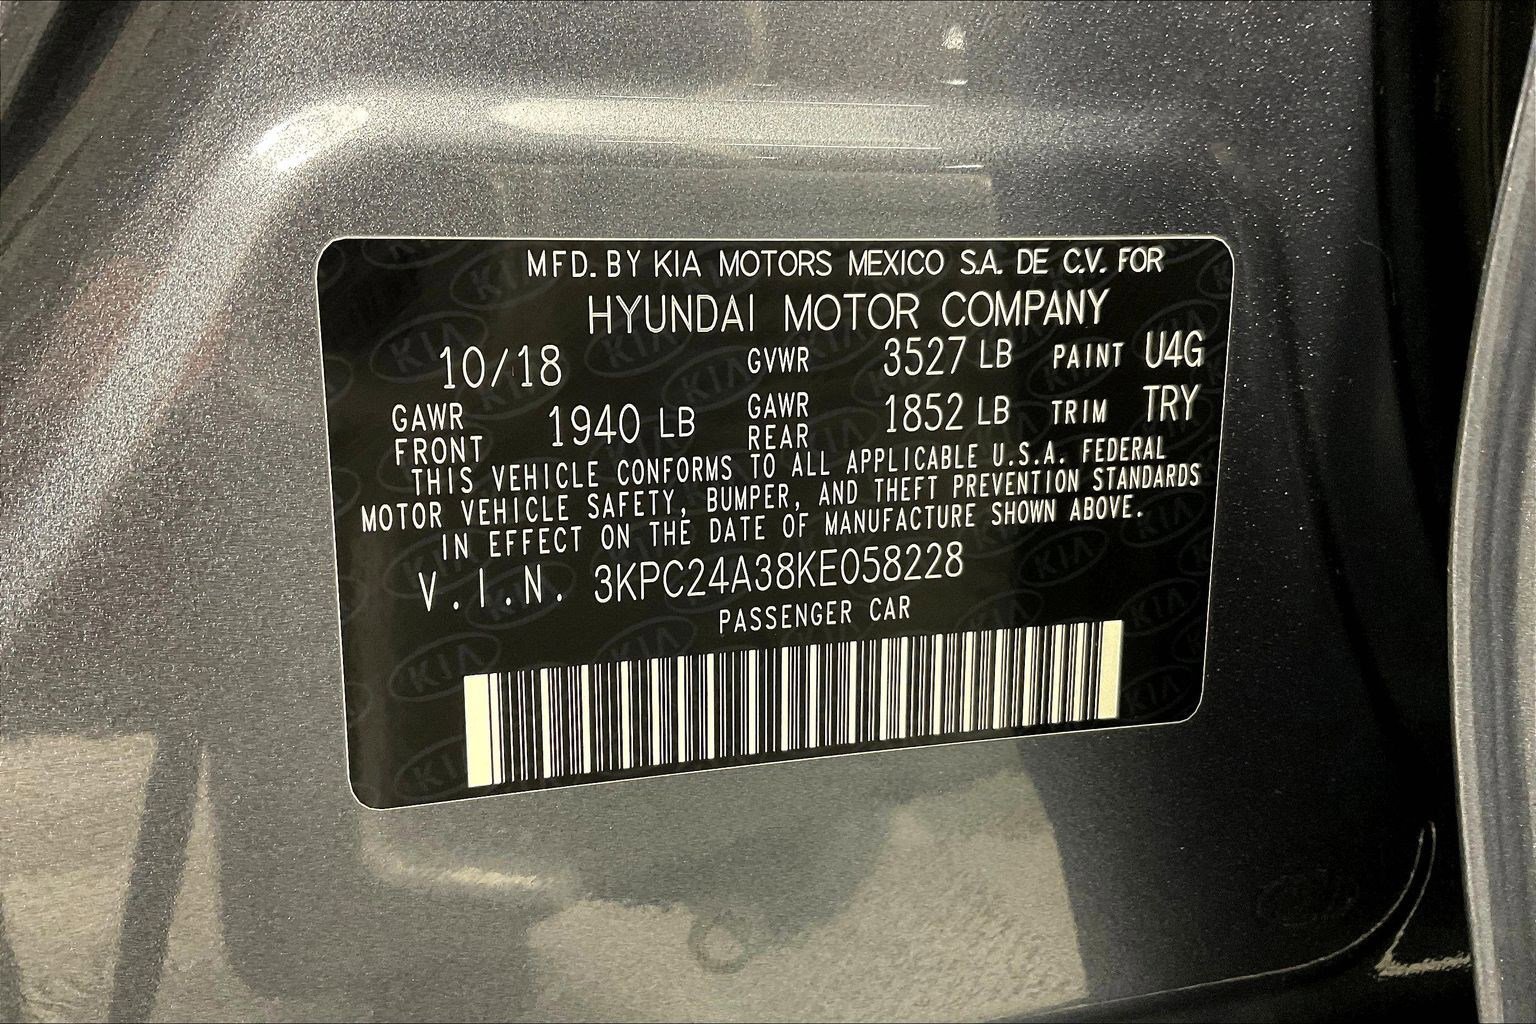 MFD. BY KIA MOTORS MEXICO S.A. DE C.V. FOR
HYUNDAI MOTOR COMPANY
10/18 GVWR 3527 LB PAINT U4G
GAWR FRONT 1940 LB GAWR REAR 1852 LB TRIM TRY
THIS VEHICLE CONFORMS TO ALL APPLICABLE U.S.A. FEDERAL
MOTOR VEHICLE SAFETY, BUMPER, AND THEFT PREVENTION STANDARDS
IN EFFECT ON THE DATE OF MANUFACTURE SHOWN ABOVE.
V.I.N. 3KPC24A38KE058228
PASSENGER CAR